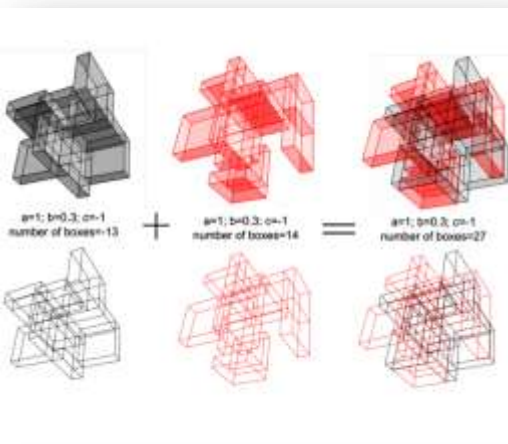 a=1; b=0.3; c=-1
number of boxes=-13
+
a=1; b=0.3; c=-1
number of boxes=14
=
a=1; b=0.3; c=-1
number of boxes=27